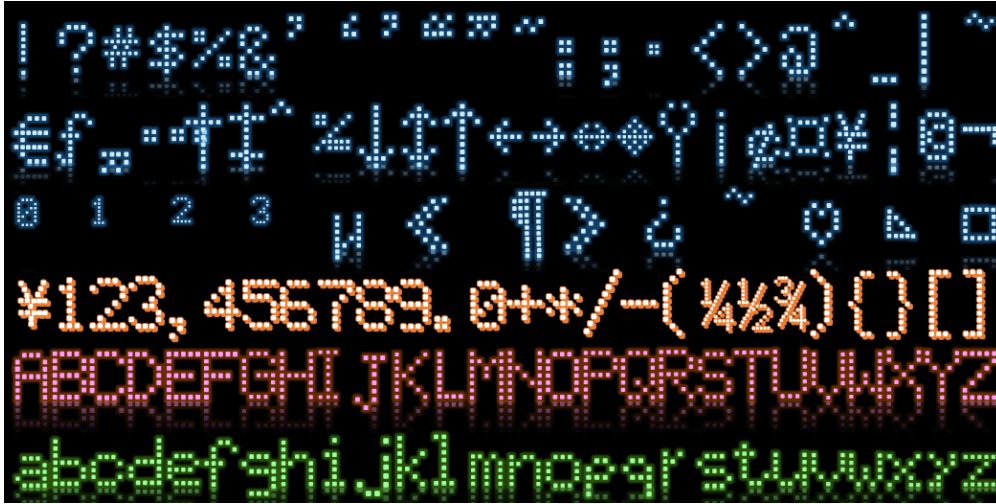 ! ? # $ % & ’ ‘ ’ “ ” ~ : ; · < > @ ^ _ | ~
€ f „ ·· † ‡ ^ ‰ ↓ ↕ ↑ ← → ↔ ¡ ¢ ¤ ¥ ¦ @ ¬
0 1 2 3 µ « ¶ » ¿ ~ ♡
¥123,456789.0+*/-(¼½¾){}[]
ABCDEFGHIJKLMNOPQRSTUVWXYZ
abcdefghijklmnopqrstuvwxyz